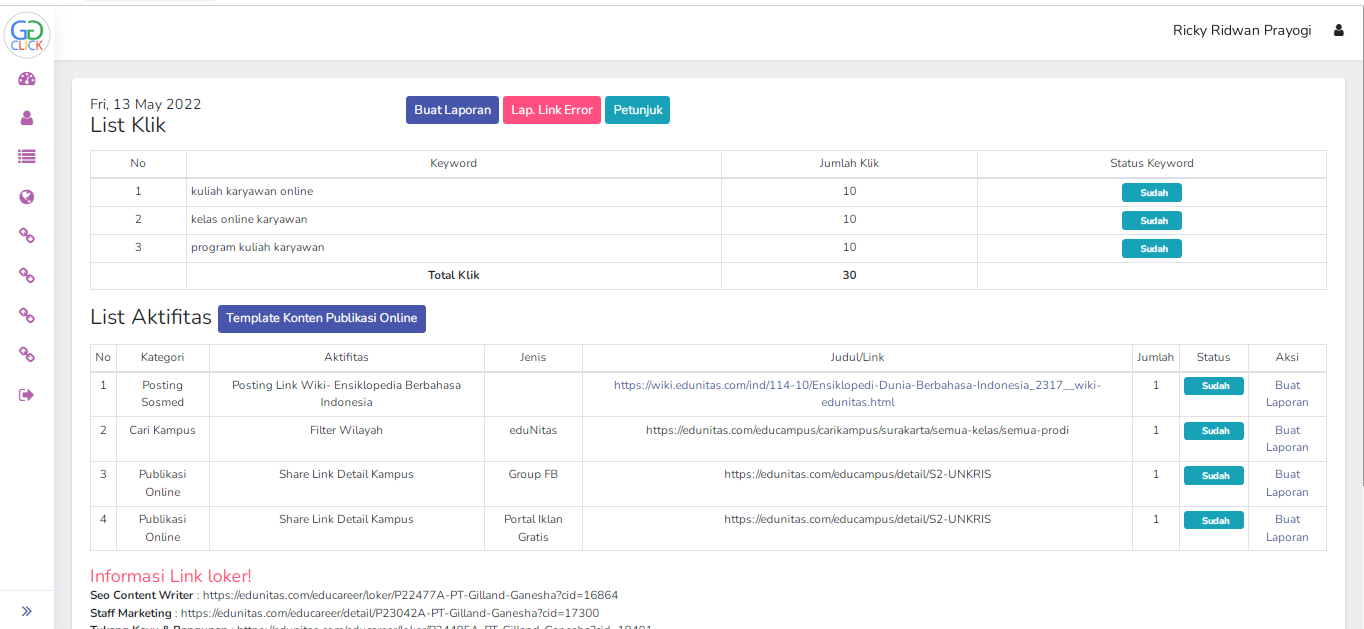 GG
CLICK
Ricky Ridwan Prayogi
Fri, 13 May 2022
List Klik
Buat Laporan Lap. Link Error Petunjuk
No Keyword Jumlah Klik Status Keyword
1 kuliah karyawan online 10 Sudah
2 kelas online karyawan 10 Sudah
3 program kuliah karyawan 10 Sudah
Total Klik 30
List Aktifitas Template Konten Publikasi Online
No Kategori Aktifitas Jenis Judul/Link Jumlah Status Aksi
1 Posting Posting Link Wiki- Ensiklopedia Berbahasa https://wiki.edunitas.com/ind/114-10/Ensiklopedi-Dunia-Berbahasa-Indonesia_2317__wiki- 1 Sudah Buat
Sosmed Indonesia edunitas.html Laporan
2 Cari Kampus Filter Wilayah eduNitas https://edunitas.com/educampus/carikampus/surakarta/semua-kelas/semua-prodi 1 Sudah Buat
Laporan
3 Publikasi Share Link Detail Kampus Group FB https://edunitas.com/educampus/detail/S2-UNKRIS 1 Sudah Buat
Online Laporan
4 Publikasi Share Link Detail Kampus Portal Iklan https://edunitas.com/educampus/detail/S2-UNKRIS 1 Sudah Buat
Online Gratis Laporan
Informasi Link loker!
Seo Content Writer : https://edunitas.com/educareer/loker/P22477A-PT-Gilland-Ganesha?cid=16864
Staff Marketing : https://edunitas.com/educareer/detail/P23042A-PT-Gilland-Ganesha?cid=17300